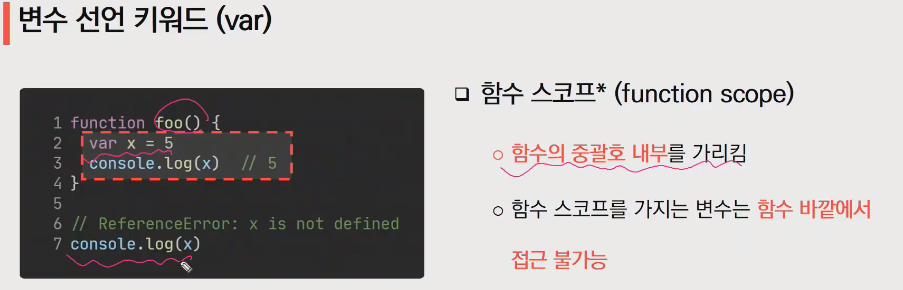 변수 선언 키워드 (var)
1 function foo() {
2   var x = 5
3   console.log(x)  // 5
4 }
5
6 // ReferenceError: x is not defined
7 console.log(x)
함수 스코프* (function scope)
함수의 중괄호 내부를 가리킴
함수 스코프를 가지는 변수는 함수 바깥에서
접근 불가능